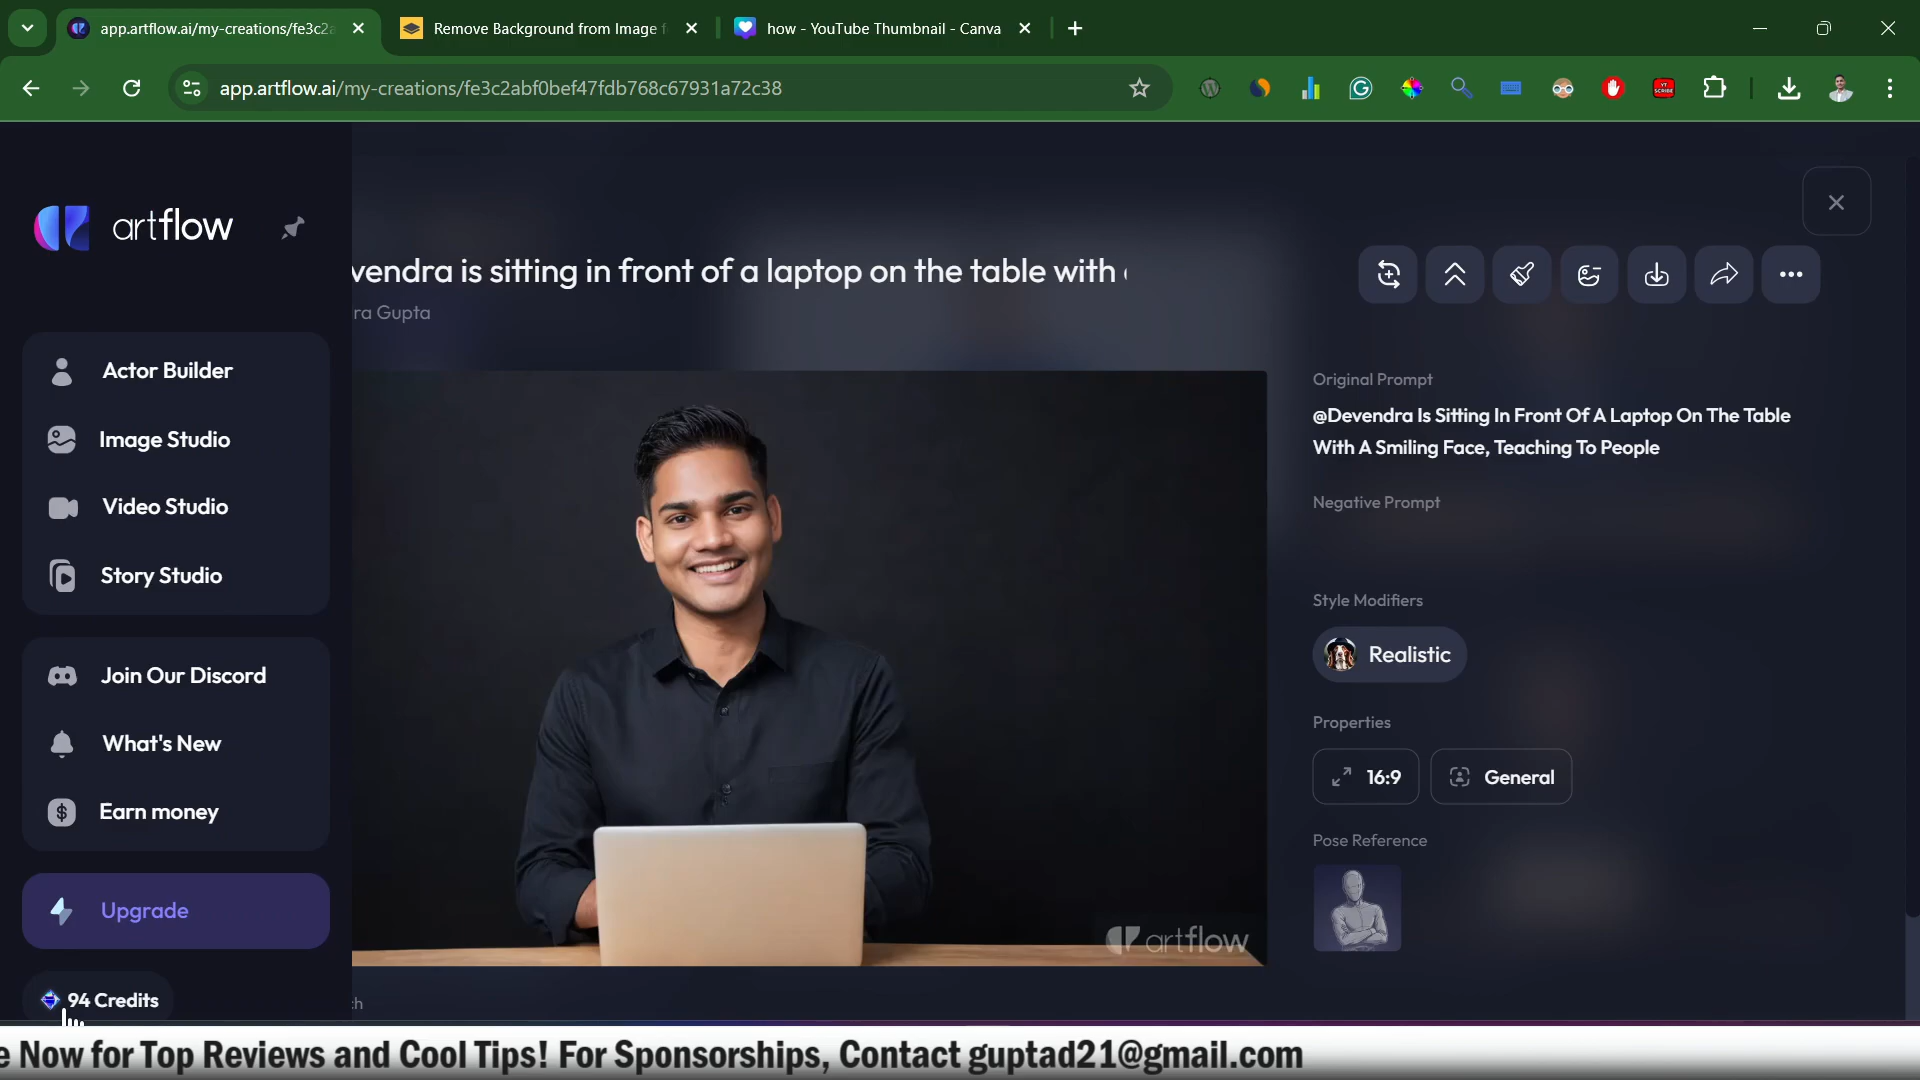 app.artflow.ai/my-creations/fe3c2a
Remove Background from Image f
how - YouTube Thumbnail - Canva
app.artflow.ai/my-creations/fe3c2abf0bef47fdb768c67931a72c38
YT
SCRIBE
artflow
vendra is sitting in front of a laptop on the table with
ra Gupta
Actor Builder
Image Studio
Video Studio
Story Studio
Join Our Discord
What's New
Earn money
Upgrade
94 Credits
Original Prompt
@Devendra Is Sitting In Front Of A Laptop On The Table
With A Smiling Face, Teaching To People
Negative Prompt
Style Modifiers
Realistic
Properties
16:9
General
Pose Reference
artflow
ch
e Now for Top Reviews and Cool Tips! For Sponsorships, Contact guptad21@gmail.com